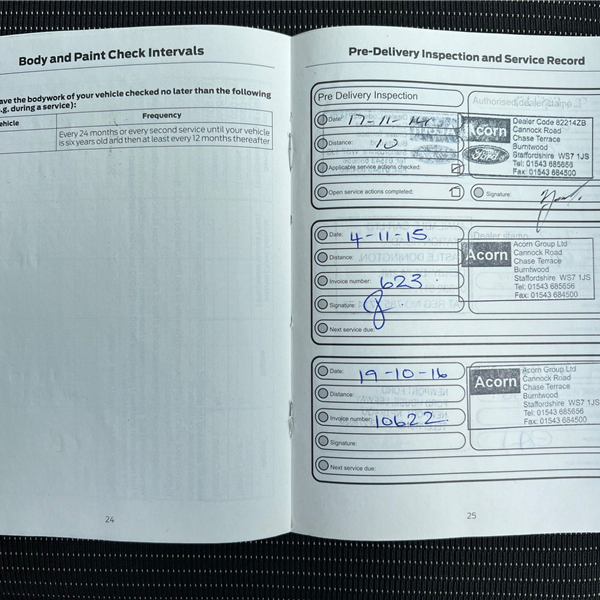 Body and Paint Check Intervals
ave the bodywork of your vehicle checked no later than the following
.g. during a service):
ehicle
Frequency
Every 24 months or every second service until your vehicle
is six years old and then at least every 12 months thereafter
24
Pre-Delivery Inspection and Service Record
Pre Delivery Inspection
Authorised dealer stamp
Date: 17-11-14
Distance: 10
Applicable service actions checked:
Open service actions completed:
Acorn
Ford
Dealer Code 82214ZB
Cannock Road
Chase Terrace
Burntwood
Staffordshire WS7 1JS
Tel: 01543 685656
Fax: 01543 684500
Signature:
Date: 4-11-15
Distance:
Invoice number: 623
Signature:
Next service due:
Dealer stamp
Acorn
Acorn Group Ltd
Cannock Road
Chase Terrace
Burntwood
Staffordshire WS7 1JS
Tel: 01543 685656
Fax: 01543 684500
Date: 19-10-16
Distance:
Invoice number: 10622
Signature:
Next service due:
Acorn
Acorn Group Ltd
Cannock Road
Chase Terrace
Burntwood
Staffordshire WS7 1JS
Tel: 01543 685656
Fax: 01543 684500
25